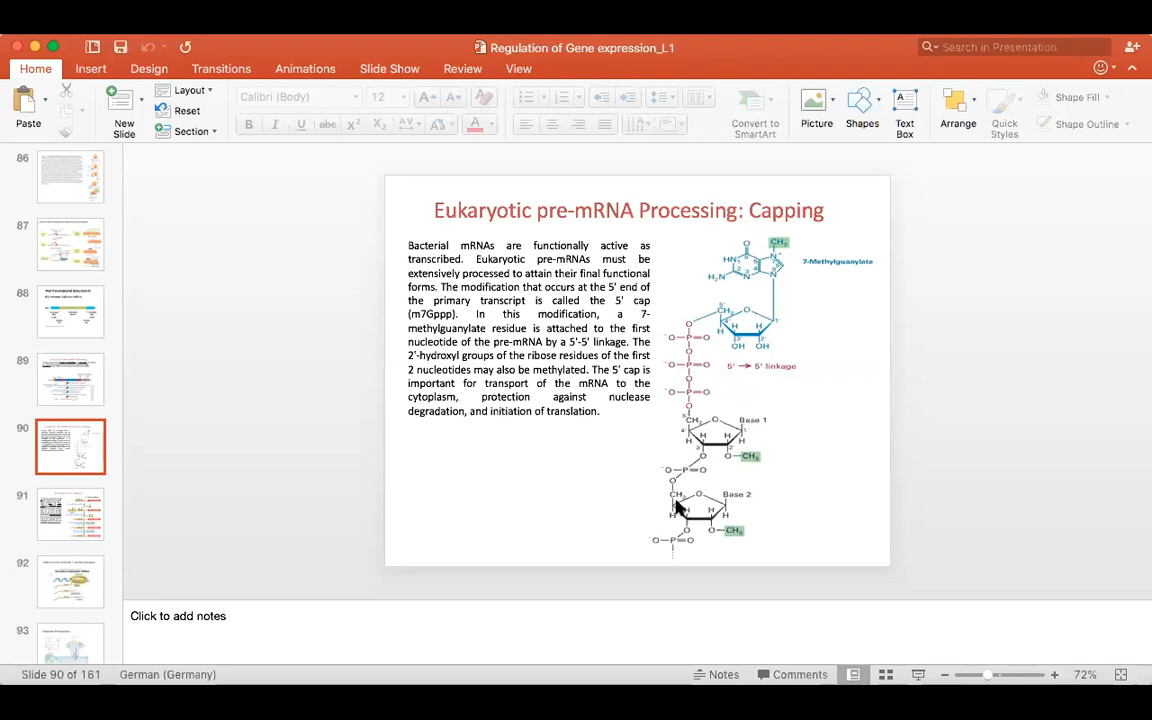 Regulation of Gene expression_L1
Search in Presentation
Home Insert Design Transitions Animations Slide Show Review View
Paste
New Slide
Layout
Reset
Section
Calibri (Body) 12
Convert to SmartArt
Picture
Shapes
Text Box
Arrange
Quick Styles
Shape Fill
Shape Outline
86
87
88
89
90
91
92
93
Eukaryotic pre-mRNA Processing: Capping
Bacterial mRNAs are functionally active as
transcribed. Eukaryotic pre-mRNAs must be
extensively processed to attain their final functional
forms. The modification that occurs at the 5' end of
the primary transcript is called the 5' cap
(m7Gppp). In this modification, a 7-
methylguanylate residue is attached to the first
nucleotide of the pre-mRNA by a 5'-5' linkage. The
2'-hydroxyl groups of the ribose residues of the first
2 nucleotides may also be methylated. The 5' cap is
important for transport of the mRNA to the
cytoplasm, protection against nuclease
degradation, and initiation of translation.
CH3
7-Methylguanylate
5' → 5' linkage
Base 1
CH3
Base 2
CH3
Click to add notes
Slide 90 of 161 German (Germany) Notes Comments 72%